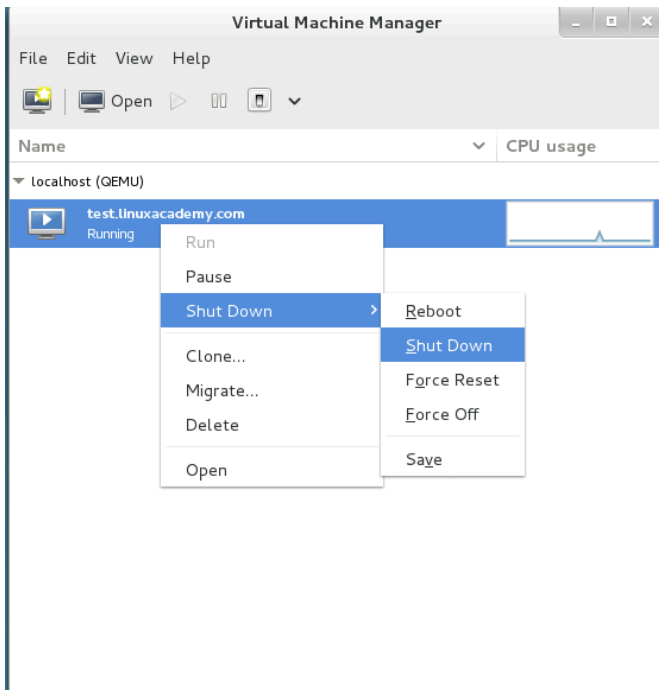 Virtual Machine Manager
File Edit View Help
Open
Name CPU usage
localhost (QEMU)
test.linuxacademy.com
Running
Run
Pause
Shut Down
Clone...
Migrate...
Delete
Open
Reboot
Shut Down
Force Reset
Force Off
Save